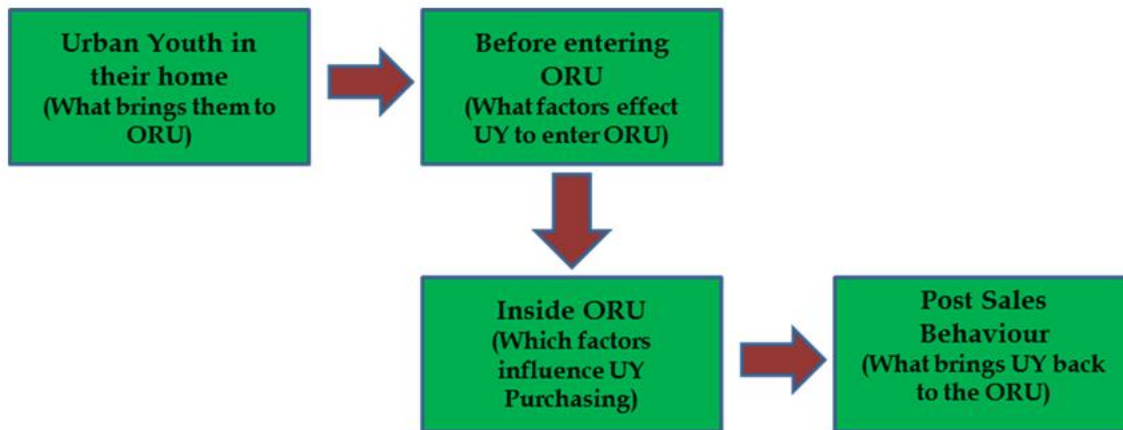 Urban Youth in
their home
(What brings them to
ORU)
Before entering
ORU
(What factors effect
UY to enter ORU)
Inside ORU
(Which factors
influence UY
Purchasing)
Post Sales
Behaviour
(What brings UY back
to the ORU)